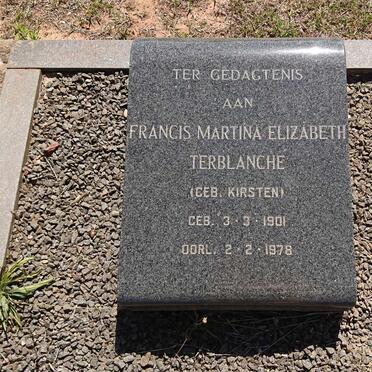 TER GEDAGTENIS
AAN
FRANCIS MARTINA ELIZABETH
TERBLANCHE
(GEB. KIRSTEN)
GEB. 3-3-1901
OORL. 2-2-1978